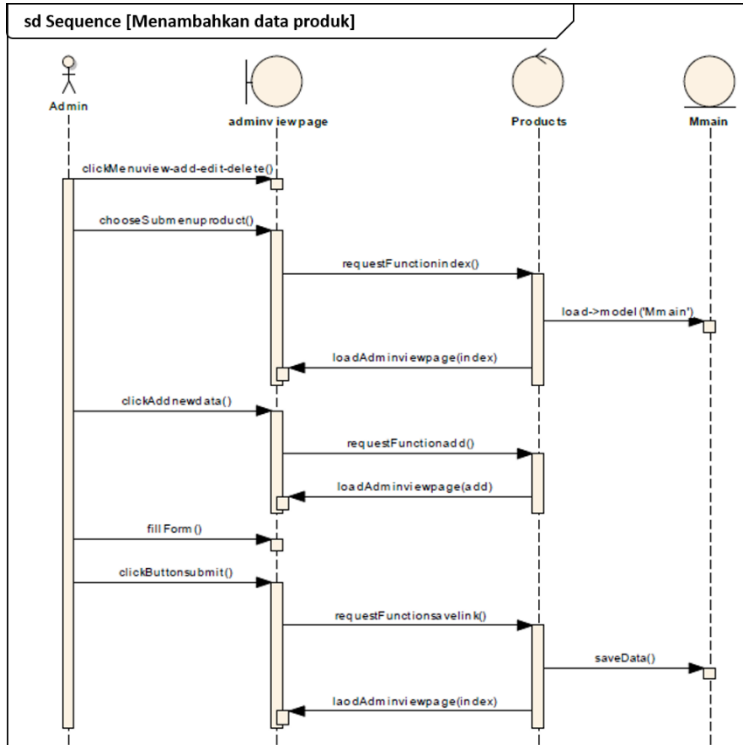 sd Sequence [Menambahkan data produk]
Admin
adminviewpage
Products
Mmain
clickMenuview-add-edit-delete()
chooseSubmenuproduct()
requestFunctionindex()
load->model('Mmain')
loadAdminviewpage(index)
clickAddnewdata()
requestFunctionadd()
loadAdminviewpage(add)
fillForm()
clickButtonsubmit()
requestFunctionsavelink()
saveData()
laodAdminviewpage(index)